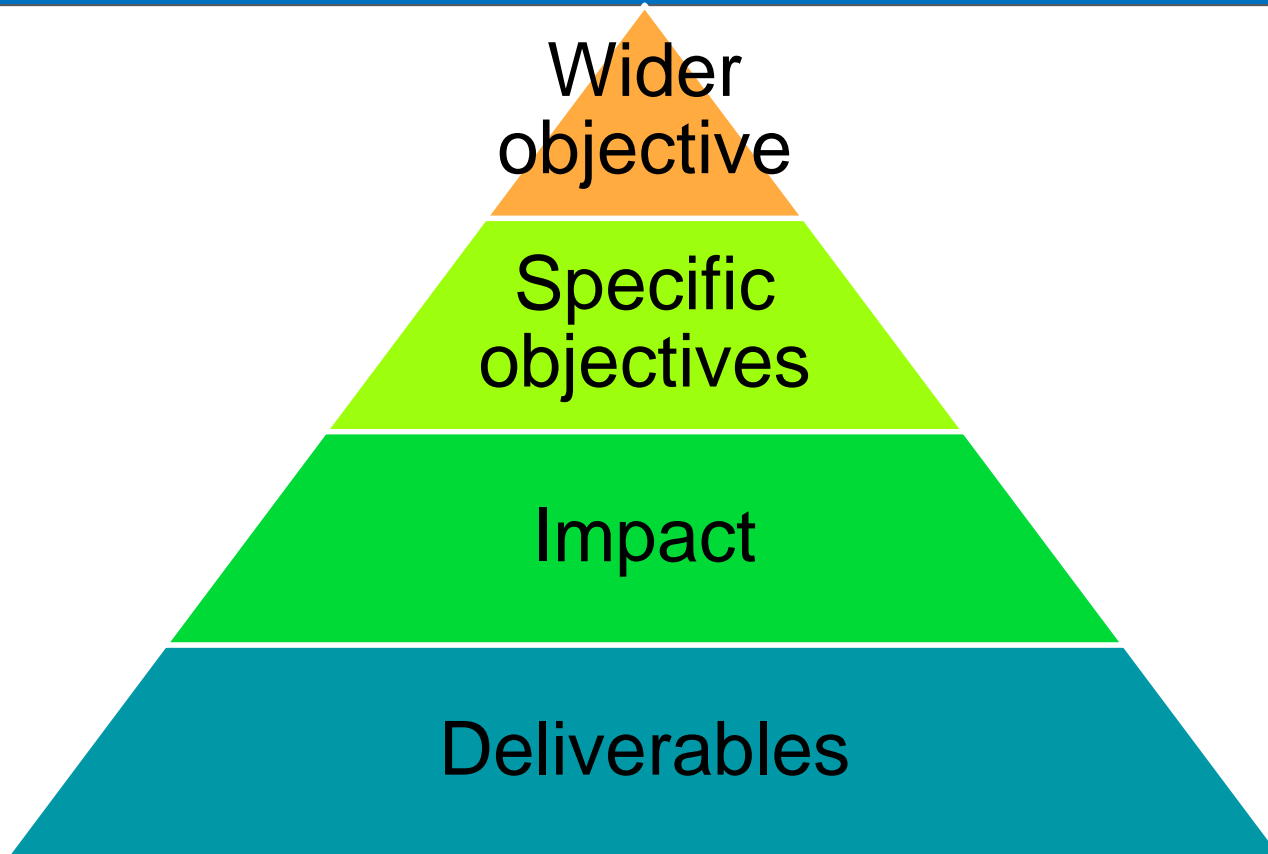 Wider
objective
Specific
objectives
Impact
Deliverables